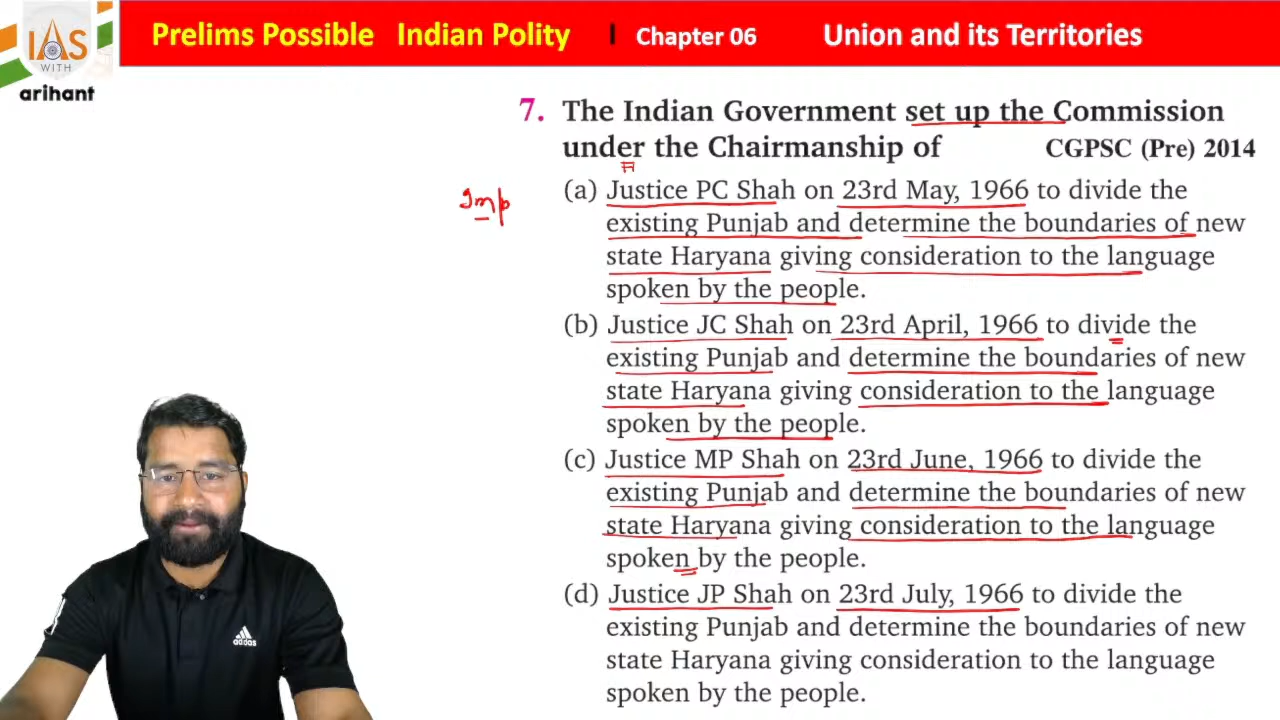 IAS
WITH
arihant
Prelims Possible Indian Polity | Chapter 06 Union and its Territories
7. The Indian Government set up the Commission
under the Chairmanship of CGPSC (Pre) 2014
Imp
(a) Justice PC Shah on 23rd May, 1966 to divide the
existing Punjab and determine the boundaries of new
state Haryana giving consideration to the language
spoken by the people.
(b) Justice JC Shah on 23rd April, 1966 to divide the
existing Punjab and determine the boundaries of new
state Haryana giving consideration to the language
spoken by the people.
(c) Justice MP Shah on 23rd June, 1966 to divide the
existing Punjab and determine the boundaries of new
state Haryana giving consideration to the language
spoken by the people.
(d) Justice JP Shah on 23rd July, 1966 to divide the
existing Punjab and determine the boundaries of new
state Haryana giving consideration to the language
spoken by the people.
adidas